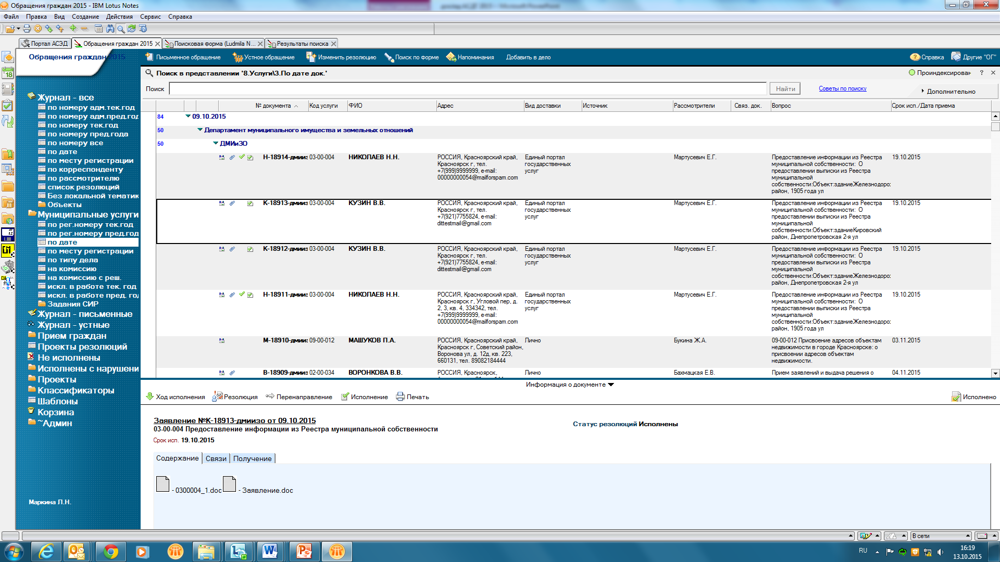 Обращения граждан 2015 - IBM Lotus Notes
Файл Правка Вид Создание Действия Сервис Справка
Портал АСЭД
Обращения граждан 2015
Поисковая форма (Ludmila N...
Результаты поиска
Обращения граждан 2015
Письменное обращение
Устное обращение
Изменить резолюцию
Поиск по форме
Напоминания
Добавить в дело
Справка
Другие "ОГ"
18
Журнал - все
по номеру адм.тек.год
по номеру адм.пред.год
по номеру тек.год
по номеру пред.года
по номеру все
по дате
по месту регистрации
по корреспонденту
по рассмотрителю
список резолюций
Без локальной тематик
Объекты
Муниципальные услуги
по рег.номеру тек.год
по рег.номеру пред.год
по дате
по месту регистрации
по типу дела
на комиссию
на комиссию с реш.
искл. в работе тек. год
искл. в работе пред. го
Задания СИР
Журнал - письменные
Журнал - устные
Прием граждан
Проекты резолюций
Не исполнены
Исполнены с нарушени
Проекты
Классификаторы
Шаблоны
Корзина
~Админ
Маркина Л.Н.
Поиск в представлении '8.Услуги\3.По дате док.'
Проиндексирован
? ×
Поиск
Найти
Советы по поиску
Дополнительно
№ документа Код услуги ФИО Адрес Вид доставки Источник Рассмотрители Связ. док. Вопрос Срок исп./Дата приема
84 09.10.2015
50 Департамент муниципального имущества и земельных отношений
50 ДМИиЗО
Н-18914-дмииз 03-00-004 НИКОЛАЕВ Н.Н. РОССИЯ, Красноярский край, Единый портал Мартусевич Е.Г. Предоставление информации из Реестра 19.10.2015
Красноярск г, тел. государственных муниципальной собственности: О
+7(999)9999999, e-mail: услуг предоставлении выписки из Реестра
00000000054@mailforspam.com муниципальной
собственности:Объект:зданиеЖелезнодоро
район, 1905 года ул
К-18913-дмииз 03-00-004 КУЗИН В.В. РОССИЯ, Красноярский край, Единый портал Мартусевич Е.Г. Предоставление информации из Реестра 19.10.2015
Красноярск г, тел. государственных муниципальной собственности: О
+7(921)7755824, e-mail: услуг предоставлении выписки из Реестра
dittestmail@gmail.com муниципальной
собственности:Объект:зданиеКировский
район, Днепропетровская 2-я ул
К-18912-дмииз 03-00-004 КУЗИН В.В. РОССИЯ, Красноярский край, Единый портал Мартусевич Е.Г. Предоставление информации из Реестра 19.10.2015
Красноярск г, тел. государственных муниципальной собственности: О
+7(921)7755824, e-mail: услуг предоставлении выписки из Реестра
dittestmail@gmail.com муниципальной
собственности:Объект:зданиеЖелезнодоро
район, Днепропетровская 2-я ул
Н-18911-дмииз 03-00-004 НИКОЛАЕВ Н.Н. РОССИЯ, Красноярский край, Единый портал Мартусевич Е.Г. Предоставление информации из Реестра 19.10.2015
Красноярск г, Угловой пер, д. государственных муниципальной собственности: О
2, 3, кв. 4, 334342, тел. услуг предоставлении выписки из Реестра
+7(999)9999999, e-mail: муниципальной
00000000054@mailforspam.com собственности:Объект:зданиеЖелезнодоро
район, 1905 года ул
М-18910-дмииз 09-00-012 МАШУКОВ П.А. РОССИЯ, Красноярский край, Лично Букина Ж.А. 09-00-012 Присвоение адресов объектам 03.11.2015
Красноярск г, Советский район, недвижимости в городе Красноярске: о
Воронова ул, д. 12д, кв. 223, присвоении адресов объектам
660131, тел. 89082184444 недвижимости.
В-18909-дмииз 02-00-034 ВОРОНКОВА В.В. РОССИЯ, Красноярск, Лично Бахмацкая Е.В. Прием заявлений и выдача решения о 04.11.2015
Информация о документе
Ход исполнения Резолюция Перенаправление Исполнение Печать
Исполнено
Заявление №К-18913-дмиизо от 09.10.2015
03-00-004 Предоставление информации из Реестра муниципальной собственности
Срок исп. 19.10.2015
Статус резолюций Исполнены
Содержание Связи Получение
- 0300004_1.doc - Заявление.doc
В сети
RU
16:19
13.10.2015